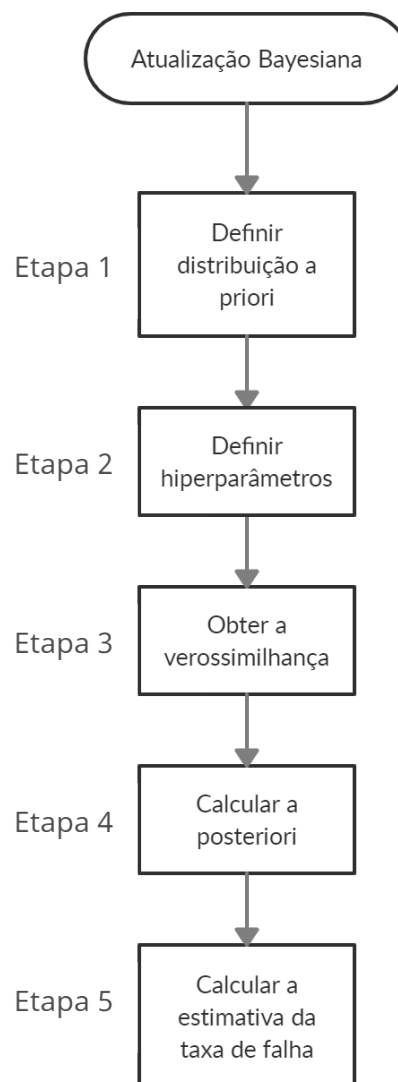 Atualização Bayesiana
Etapa 1
Definir
distribuição a
priori
Etapa 2
Definir
hiperparâmetros
Etapa 3
Obter a
verossimilhança
Etapa 4
Calcular a
posteriori
Etapa 5
Calcular a
estimativa da
taxa de falha